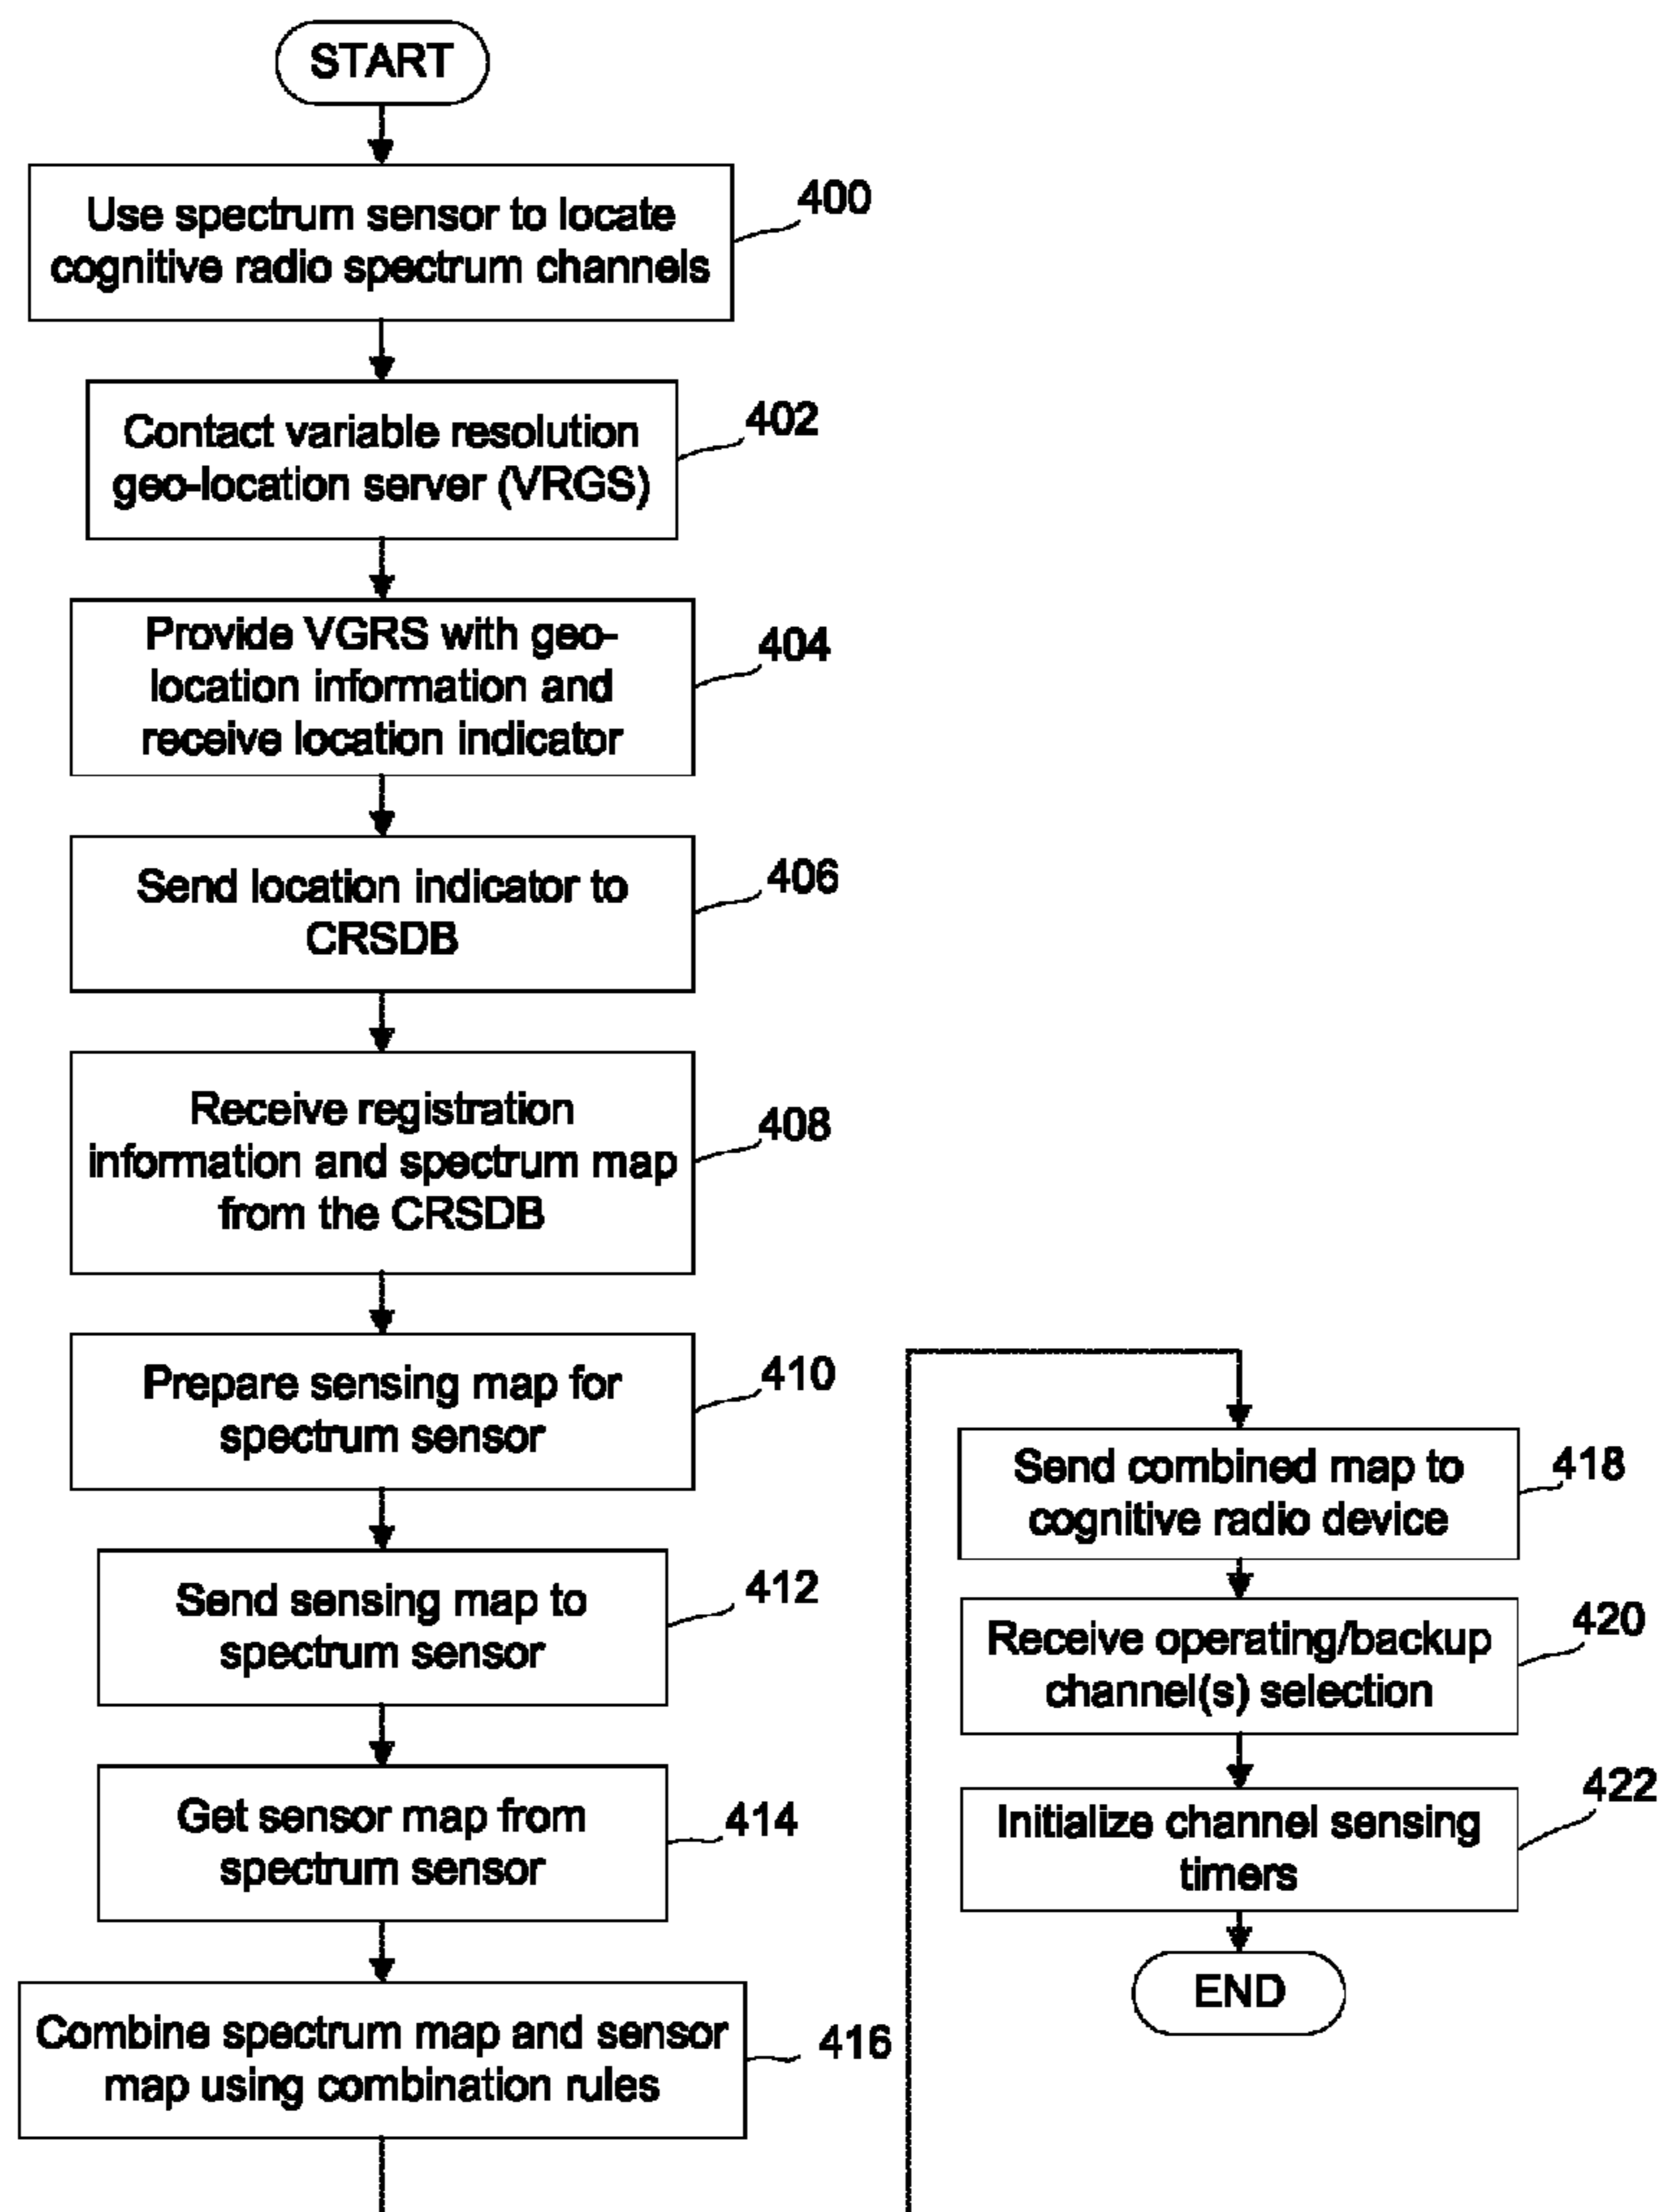 START
Use spectrum sensor to locate
cognitive radio spectrum channels
400
Contact variable resolution
geo-location server (VRGS)
402
Provide VGRS with geo-
location information and
receive location indicator
404
Send location indicator to
CRSDB
406
Receive registration
information and spectrum map
from the CRSDB
408
Prepare sensing map for
spectrum sensor
410
Send sensing map to
spectrum sensor
412
Get sensor map from
spectrum sensor
414
Combine spectrum map and sensor
map using combination rules
416
Send combined map to
cognitive radio device
418
Receive operating/backup
channel(s) selection
420
Initialize channel sensing
timers
422
END